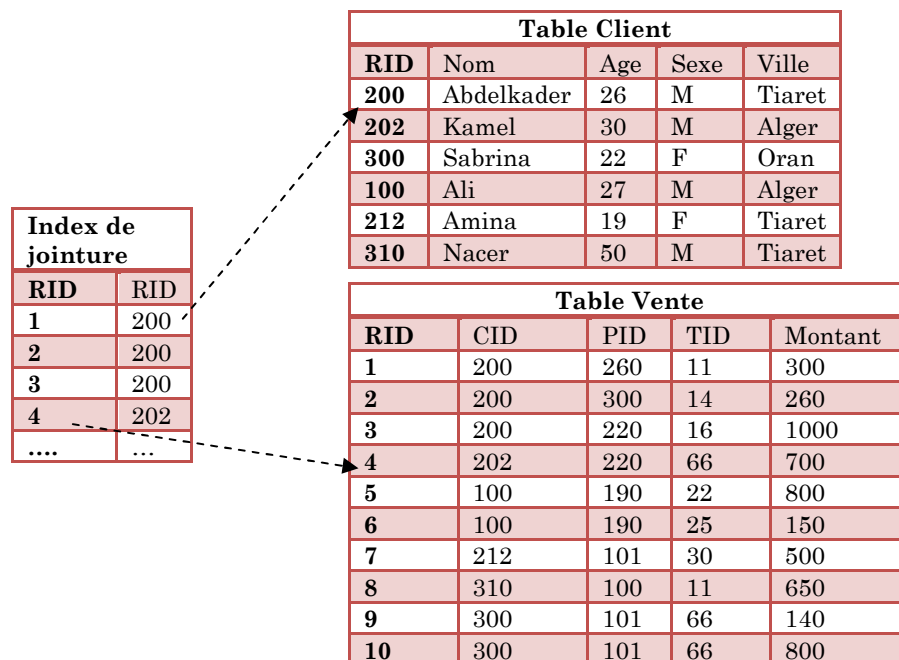 Table Client
RID Nom Age Sexe Ville
200 Abdelkader 26 M Tiaret
202 Kamel 30 M Alger
300 Sabrina 22 F Oran
100 Ali 27 M Alger
212 Amina 19 F Tiaret
310 Nacer 50 M Tiaret
Index de
jointure
RID RID
1 200
2 200
3 200
4 202
.... ...
Table Vente
RID CID PID TID Montant
1 200 260 11 300
2 200 300 14 260
3 200 220 16 1000
4 202 220 66 700
5 100 190 22 800
6 100 190 25 150
7 212 101 30 500
8 310 100 11 650
9 300 101 66 140
10 300 101 66 800